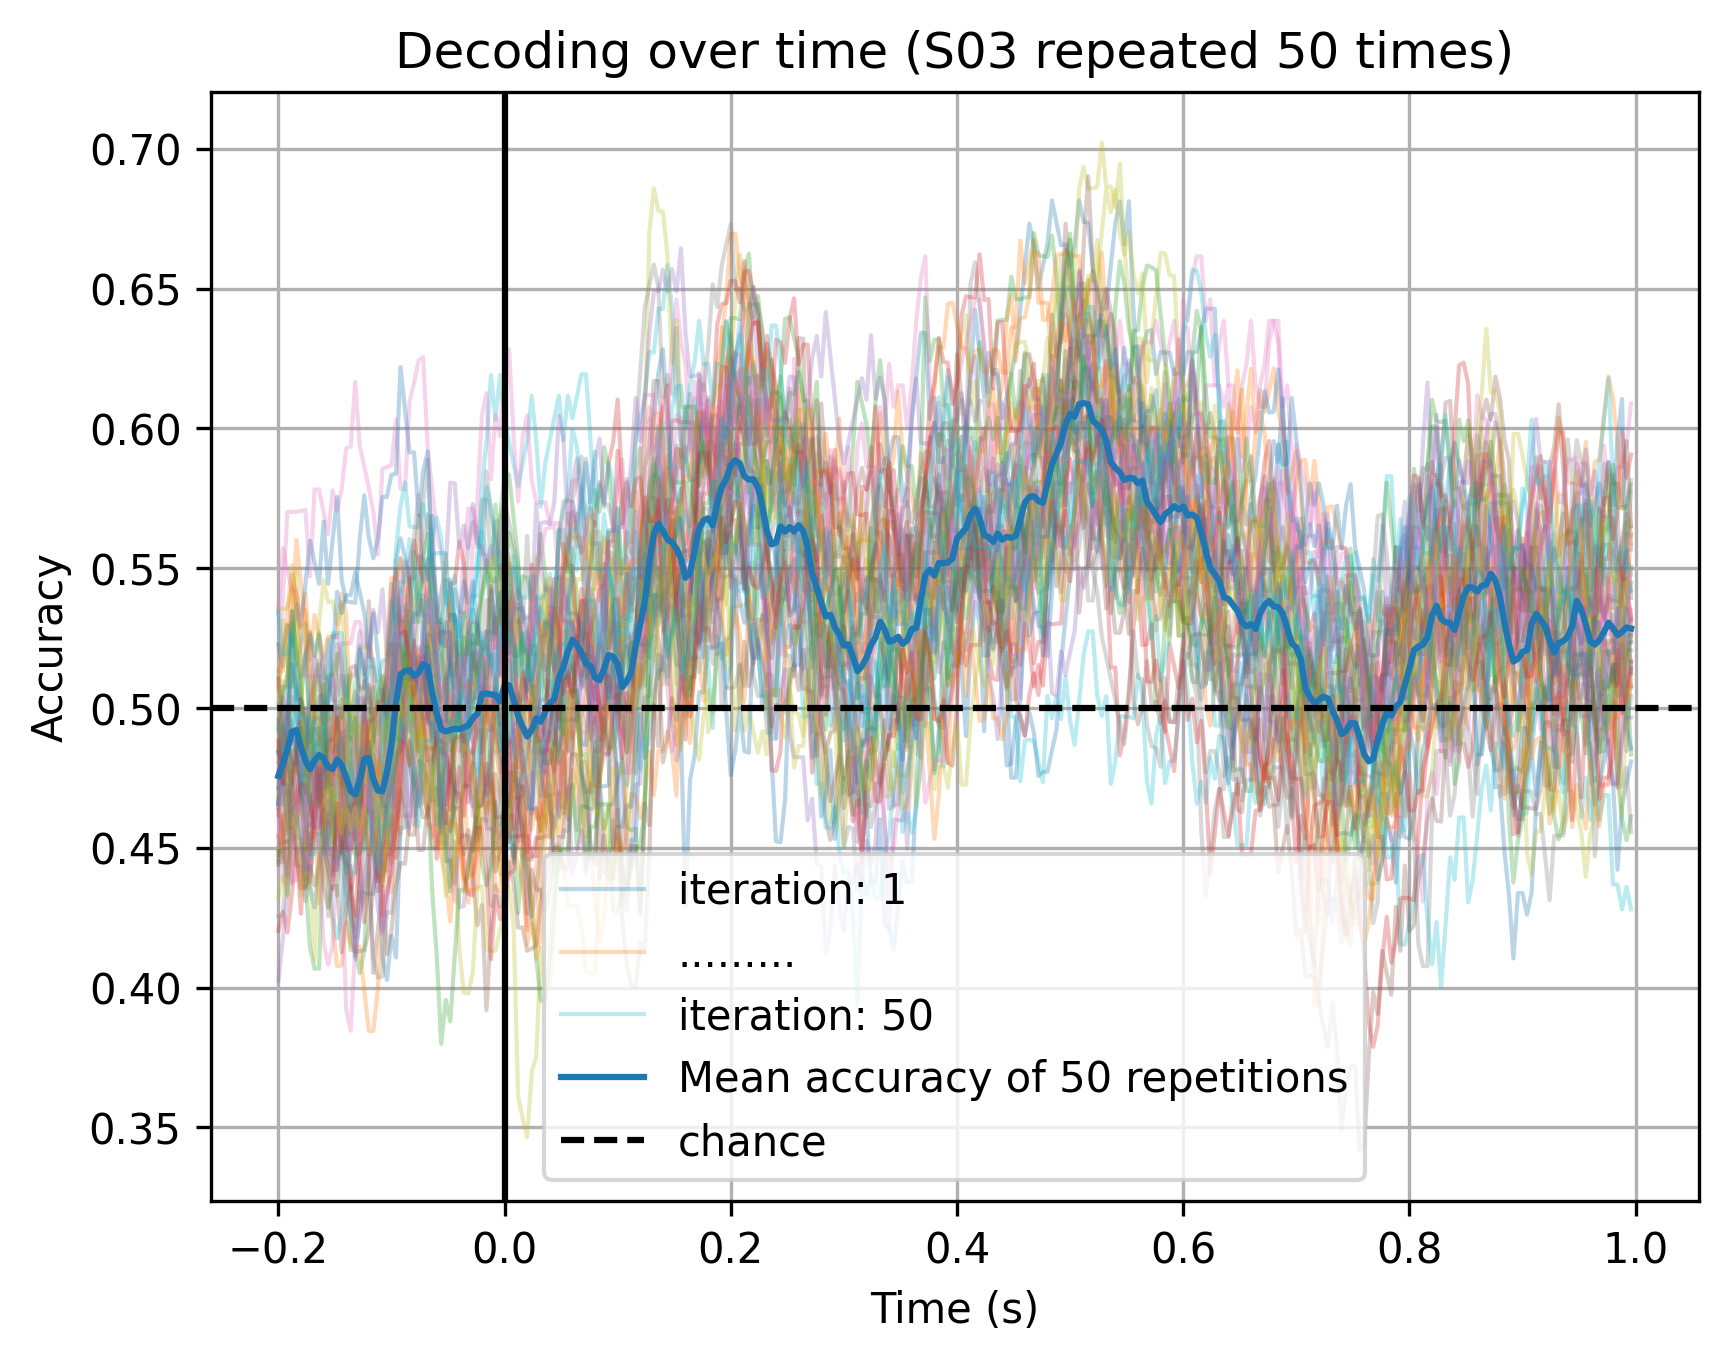 Decoding over time (S03 repeated 50 times)
Accuracy
0.70
0.65
0.60
0.55
0.50
0.45
0.40
0.35
iteration: 1
.........
iteration: 50
Mean accuracy of 50 repetitions
chance
−0.2 0.0 0.2 0.4 0.6 0.8 1.0
Time (s)